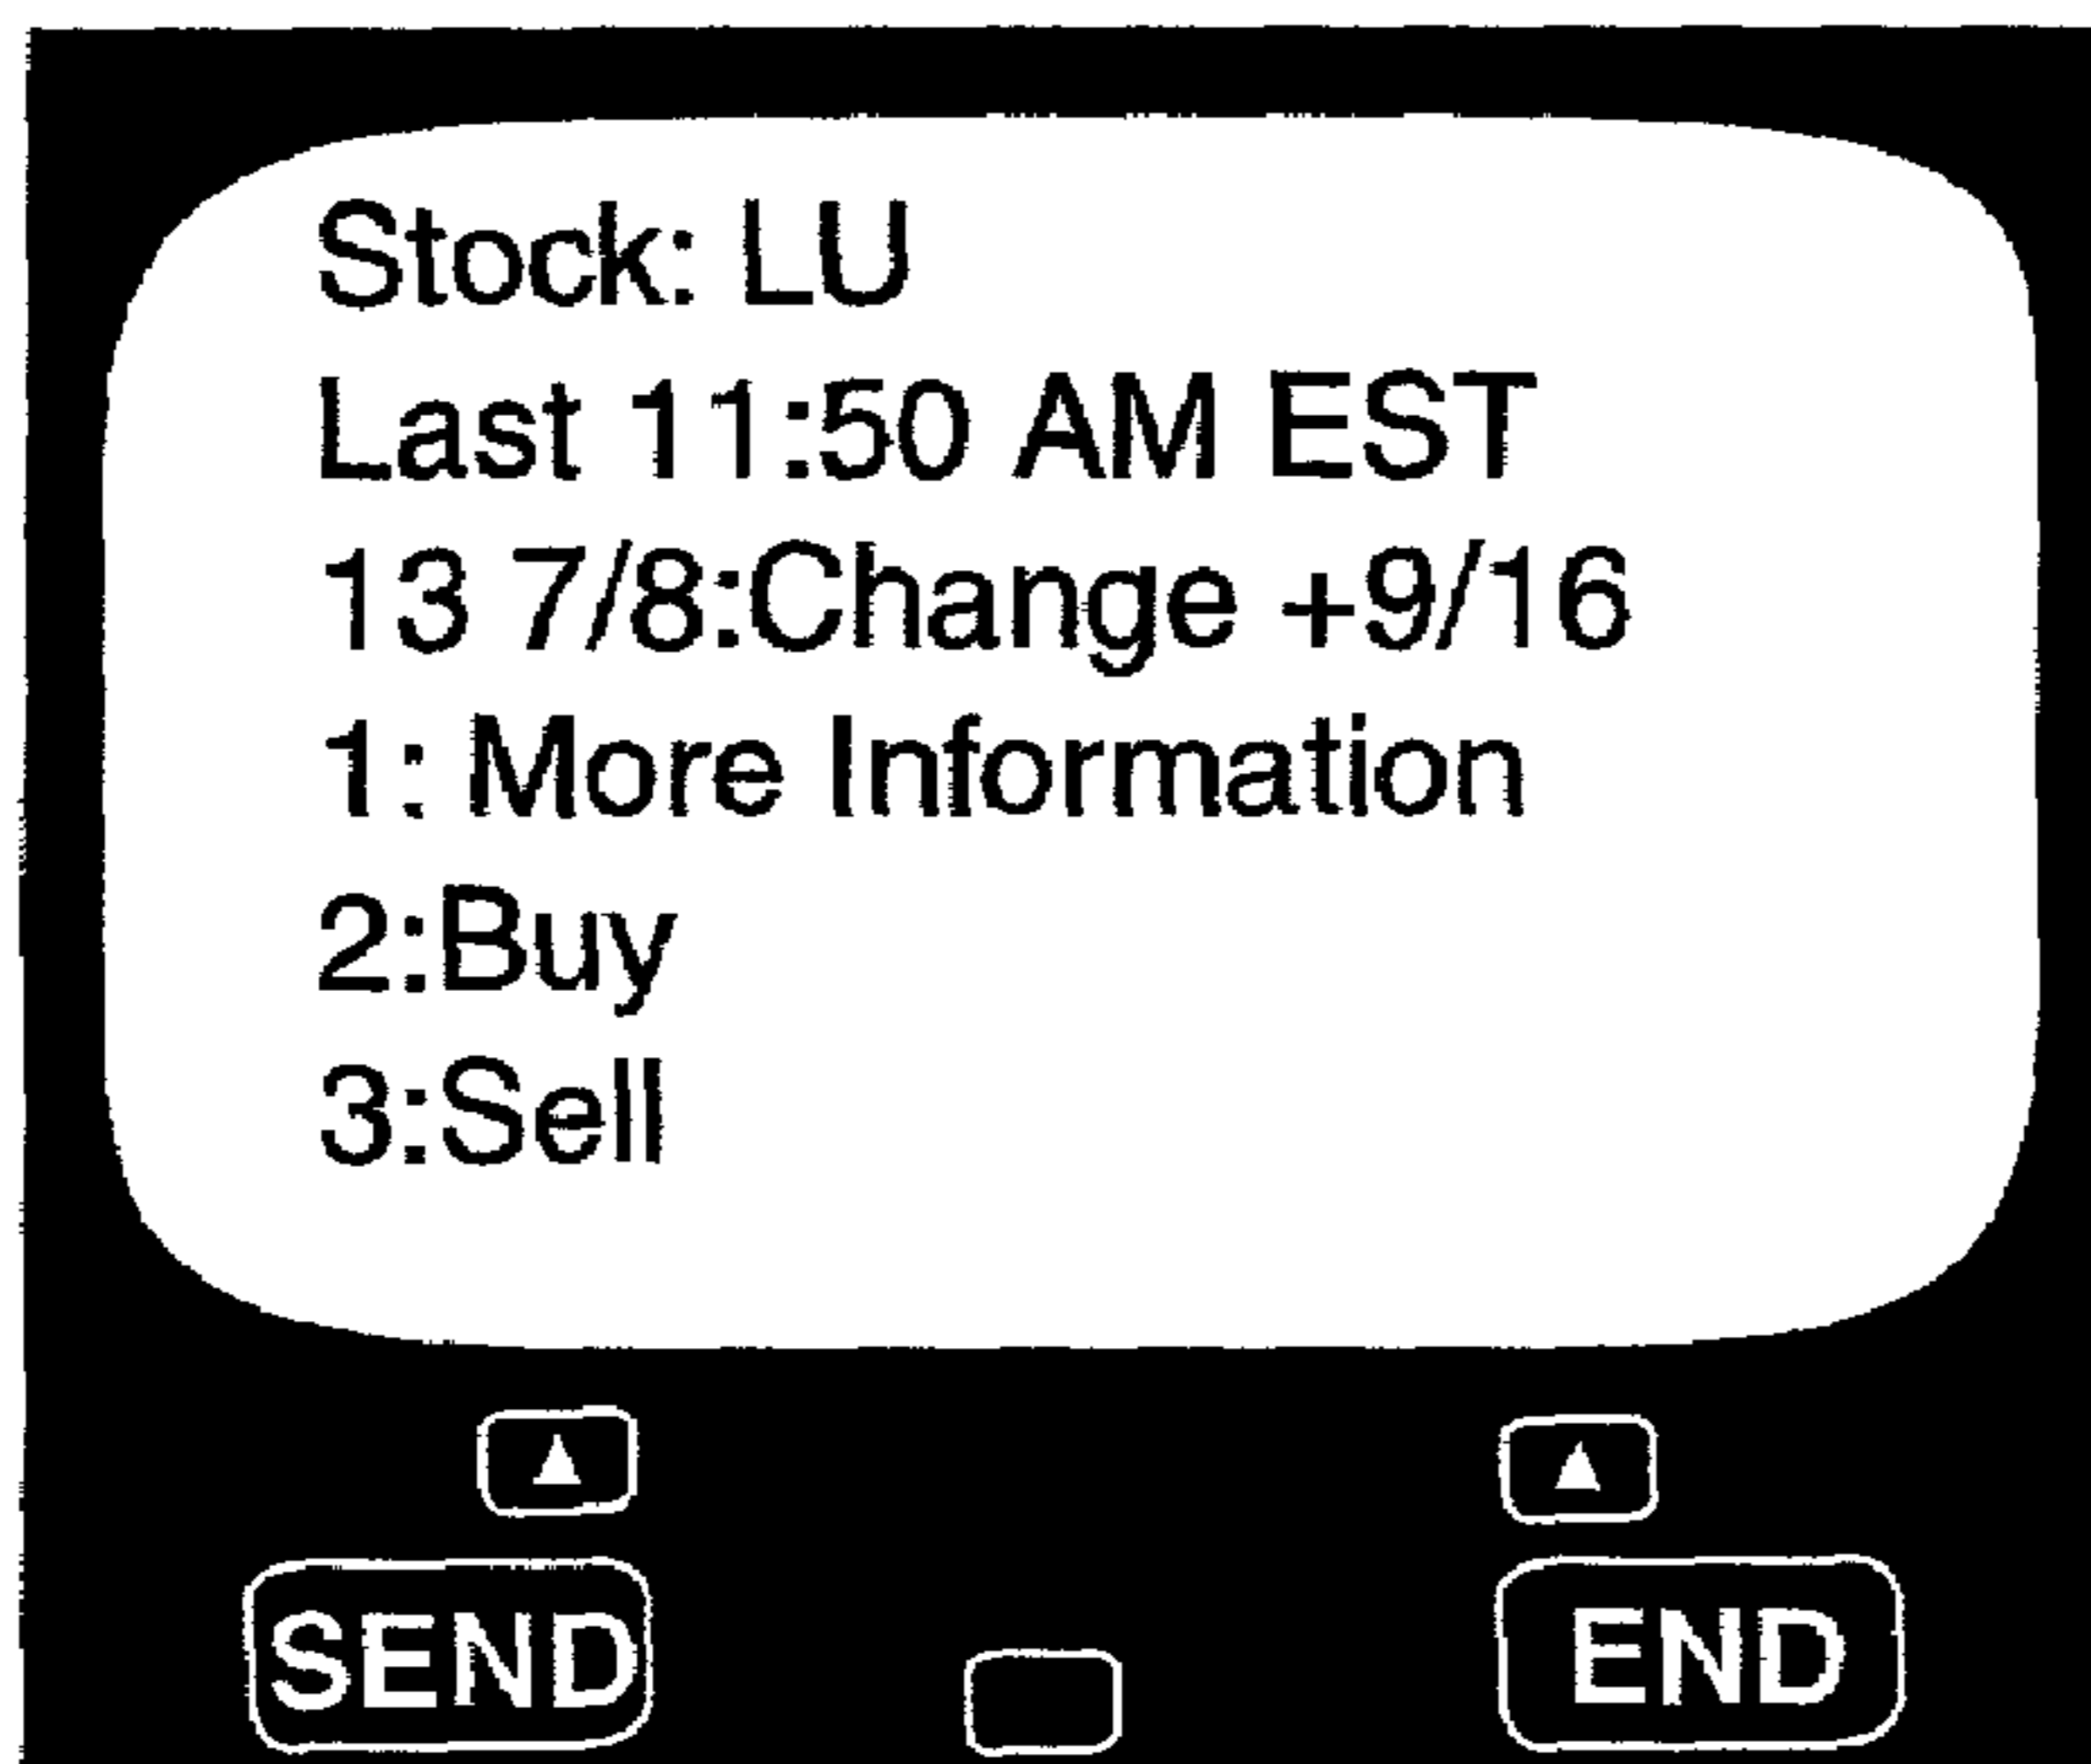 Stock: LU
Last 11:50 AM EST
13 7/8:Change +9/16
1: More Information
2:Buy
3:Sell
SEND
END